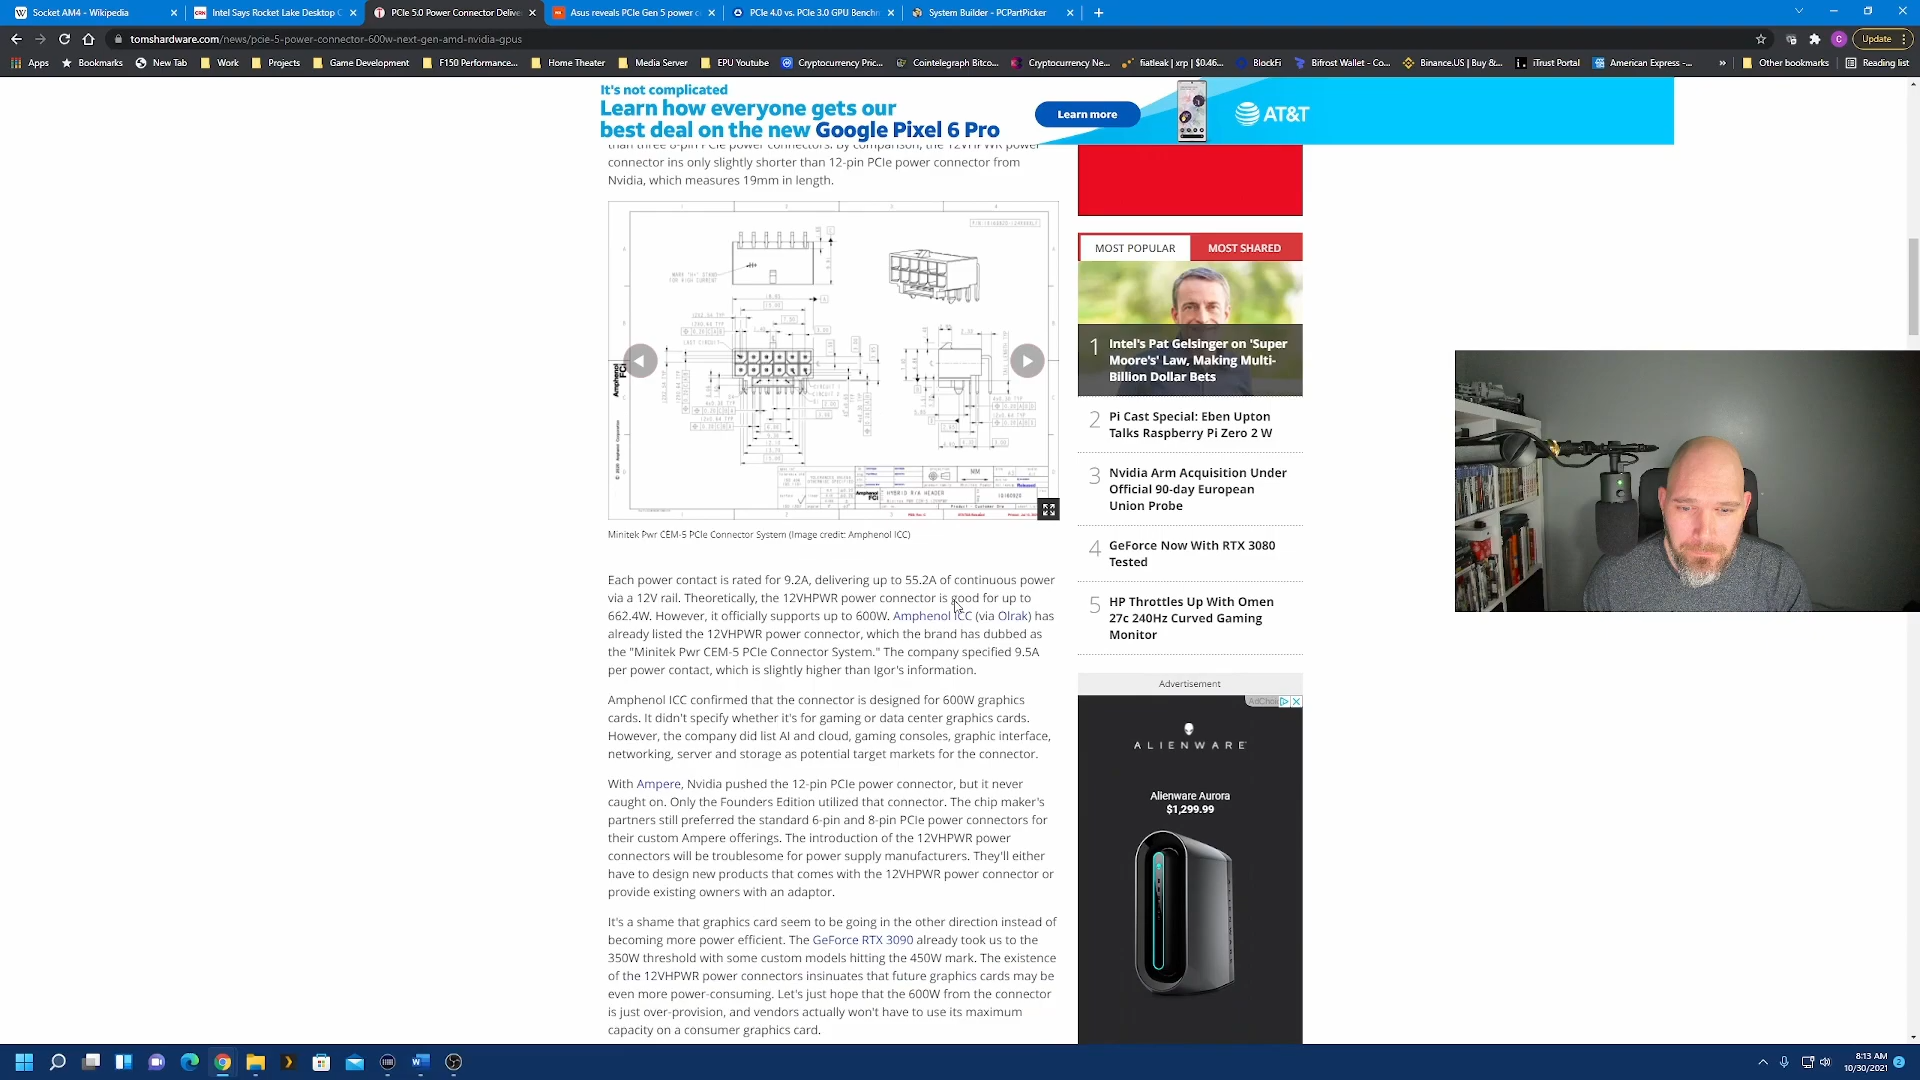 Socket AM4 - Wikipedia
Intel Says Rocket Lake Desktop C
PCIe 5.0 Power Connector Delive
Asus reveals PCIe Gen 5 power c
PCIe 4.0 vs. PCIe 3.0 GPU Benchm
System Builder - PCPartPicker
tomshardware.com/news/pcie-5-power-connector-600w-next-gen-amd-nvidia-gpus
Update
Apps
Bookmarks
New Tab
Work
Projects
Game Development
F150 Performance...
Home Theater
Media Server
EPU Youtube
Cryptocurrency Pric...
Cointelegraph Bitco...
Cryptocurrency Ne...
fiatleak | xrp | $0.46...
BlockFi
Bifrost Wallet - Co...
Binance.US | Buy &...
iTrust Portal
American Express -...
Other bookmarks
Reading list
It's not complicated
Learn how everyone gets our
best deal on the new Google Pixel 6 Pro
Learn more
AT&T
than three 8-pin PCIe power connectors. By comparison, the 12VHPWR power
connector ins only slightly shorter than 12-pin PCIe power connector from
Nvidia, which measures 19mm in length.
Amphenol FCi
HYBRID R/A HEADER
10160920
Minitek Pwr CEM-5 PCIe Connector System (Image credit: Amphenol ICC)
Each power contact is rated for 9.2A, delivering up to 55.2A of continuous power
via a 12V rail. Theoretically, the 12VHPWR power connector is good for up to
662.4W. However, it officially supports up to 600W. Amphenol ICC (via Olrak) has
already listed the 12VHPWR power connector, which the brand has dubbed as
the "Minitek Pwr CEM-5 PCIe Connector System." The company specified 9.5A
per power contact, which is slightly higher than Igor's information.
Amphenol ICC confirmed that the connector is designed for 600W graphics
cards. It didn't specify whether it's for gaming or data center graphics cards.
However, the company did list AI and cloud, gaming consoles, graphic interface,
networking, server and storage as potential target markets for the connector.
With Ampere, Nvidia pushed the 12-pin PCIe power connector, but it never
caught on. Only the Founders Edition utilized that connector. The chip maker's
partners still preferred the standard 6-pin and 8-pin PCIe power connectors for
their custom Ampere offerings. The introduction of the 12VHPWR power
connectors will be troublesome for power supply manufacturers. They'll either
have to design new products that comes with the 12VHPWR power connector or
provide existing owners with an adaptor.
It's a shame that graphics card seem to be going in the other direction instead of
becoming more power efficient. The GeForce RTX 3090 already took us to the
350W threshold with some custom models hitting the 450W mark. The existence
of the 12VHPWR power connectors insinuates that future graphics cards may be
even more power-consuming. Let's just hope that the 600W from the connector
is just over-provision, and vendors actually won't have to use its maximum
capacity on a consumer graphics card.
MOST POPULAR
MOST SHARED
1 Intel's Pat Gelsinger on 'Super
Moore's' Law, Making Multi-
Billion Dollar Bets
2 Pi Cast Special: Eben Upton
Talks Raspberry Pi Zero 2 W
3 Nvidia Arm Acquisition Under
Official 90-day European
Union Probe
4 GeForce Now With RTX 3080
Tested
5 HP Throttles Up With Omen
27c 240Hz Curved Gaming
Monitor
Advertisement
ALIENWARE
Alienware Aurora
$1,299.99
8:13 AM
10/30/2021